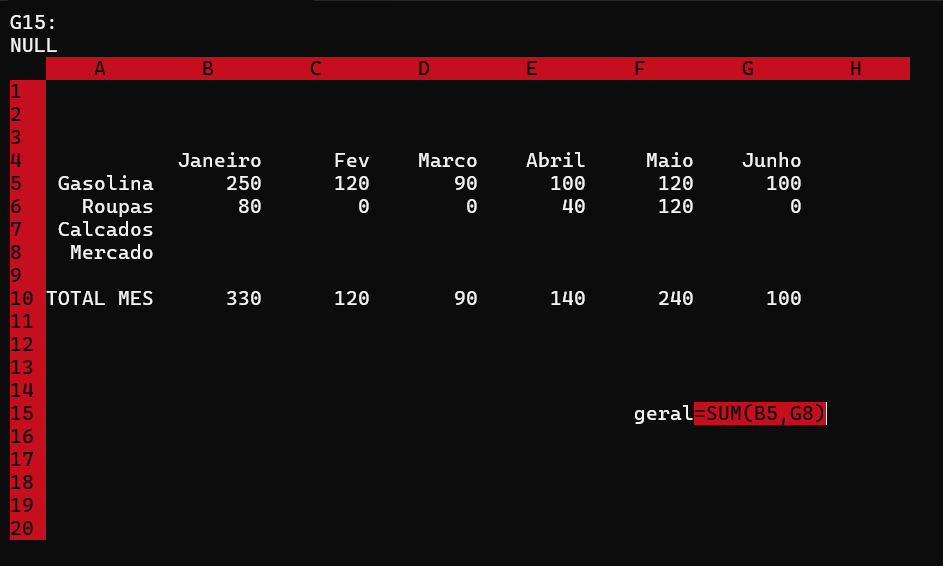 G15:
NULL
A B C D E F G H
1
2
3
4 Janeiro Fev Marco Abril Maio Junho
5 Gasolina 250 120 90 100 120 100
6 Roupas 80 0 0 40 120 0
7 Calcados
8 Mercado
9
10 TOTAL MES 330 120 90 140 240 100
11
12
13
14
15 geral =SUM(B5,G8)
16
17
18
19
20